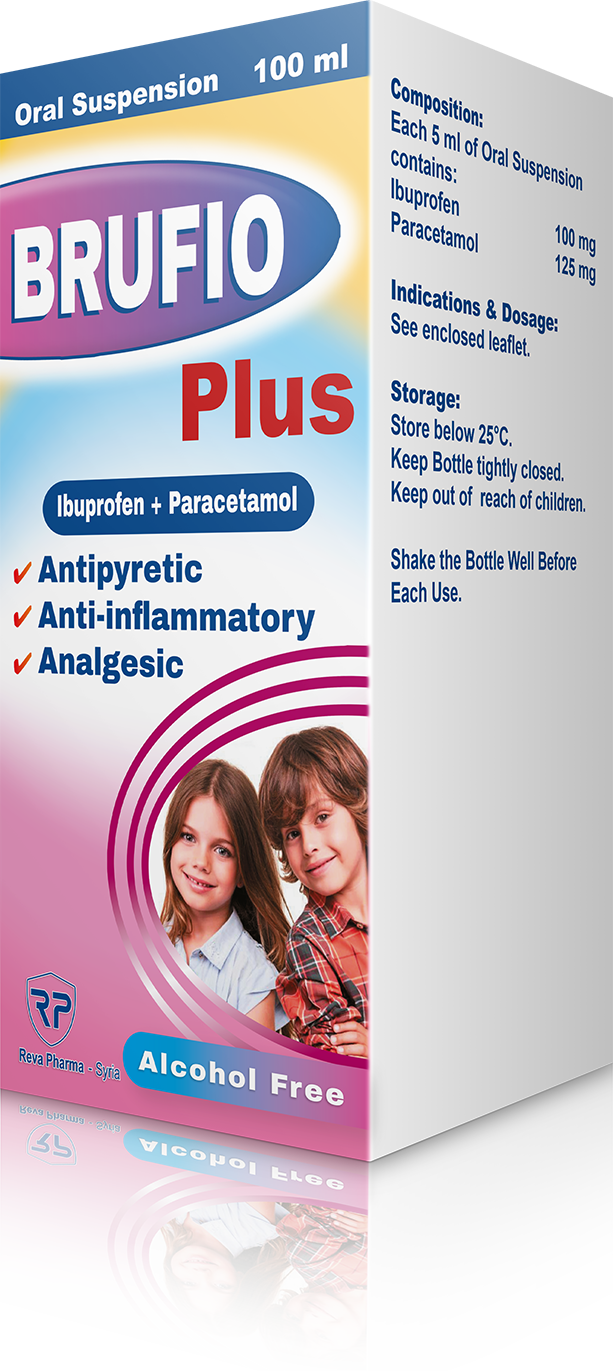 Oral Suspension 100 ml
BRUFIO
Plus
Ibuprofen + Paracetamol
✓ Antipyretic
✓ Anti-inflammatory
✓ Analgesic
RP
Reva Pharma - Syria
Alcohol Free
Composition:
Each 5 ml of Oral Suspension
contains:
Ibuprofen 100 mg
Paracetamol 125 mg
Indications & Dosage:
See enclosed leaflet.
Storage:
Store below 25°C.
Keep Bottle tightly closed.
Keep out of reach of children.
Shake the Bottle Well Before
Each Use.